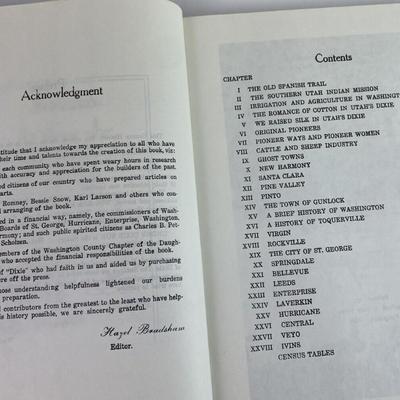 Acknowledgment
titude that I acknowledge my appreciation to all who have
heir time and talents towards the creation of this book, viz:
each community who have spent weary hours in research
with accuracy and appreciation for the builders of the past.
ed citizens of our country who have prepared articles on
arts.
Romney, Bessie Snow, Karl Larson and others who con-
arranging of the book.
ed in a financial way, namely, the commissioners of Wash-
Boards of St. George, Hurricane, Enterprise, Washington,
rmony; and such public spirited citizens as Charles B. Pet-
Scholzen.
embers of the Washington County Chapter of the Daugh-
who accepted the financial responsibilities of the book.
of "Dixie" who had faith in us and aided us by purchasing
ere off the press.
hose understanding helpfulness lightened our burdens
preparation.
d contributors from the greatest to the least who have help-
is history possible, we are sincerely grateful.
Hazel Bradshaw
Editor.
Contents
CHAPTER
I THE OLD SPANISH TRAIL
II THE SOUTHERN UTAH INDIAN MISSION
III IRRIGATION AND AGRICULTURE IN WASHINGT
IV THE ROMANCE OF COTTON IN UTAH'S DIXIE
V WE RAISED SILK IN UTAH'S DIXIE
VI ORIGINAL PIONEERS
VII PIONEER WAYS AND PIONEER WOMEN
VIII CATTLE AND SHEEP INDUSTRY
IX GHOST TOWNS
X NEW HARMONY
XI SANTA CLARA
XII PINE VALLEY
XIII PINTO
XIV THE TOWN OF GUNLOCK
XV A BRIEF HISTORY OF WASHINGTON
XVI A HISTORY OF TOQUERVILLE
XVII VIRGIN
XVIII ROCKVILLE
XIX THE CITY OF ST. GEORGE
XX SPRINGDALE
XXI BELLEVUE
XXII LEEDS
XXIII ENTERPRISE
XXIV LAVERKIN
XXV HURRICANE
XXVI CENTRAL
XXVII VEYO
XXVIII IVINS
CENSUS TABLES